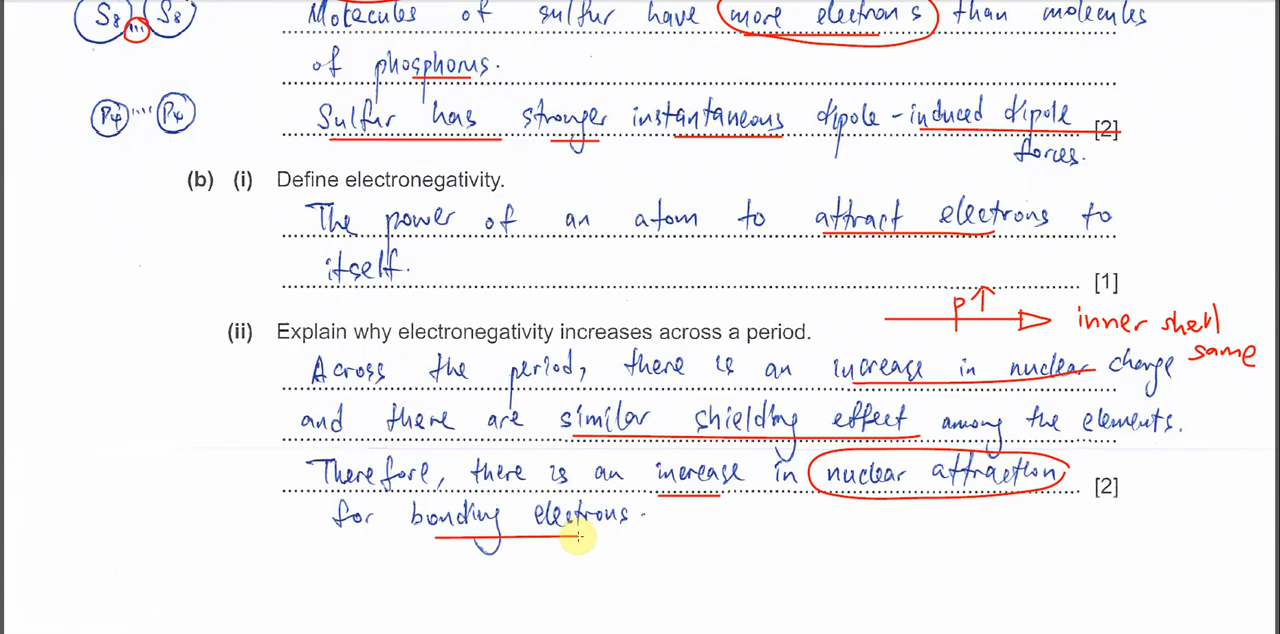 S8 ... S8 Molecules of sulfur have more electrons than molecules
of phosphorus.
P4 .... P4 Sulfur has stronger instantaneous dipole - induced dipole [2]
forces.
(b) (i) Define electronegativity.
The power of an atom to attract electrons to
itself.
[1]
P↑
inner shell
same
(ii) Explain why electronegativity increases across a period.
Across the period, there is an increase in nuclear charge
and there are similar shielding effect among the elements.
Therefore, there is an increase in nuclear attraction [2]
for bonding electrons.